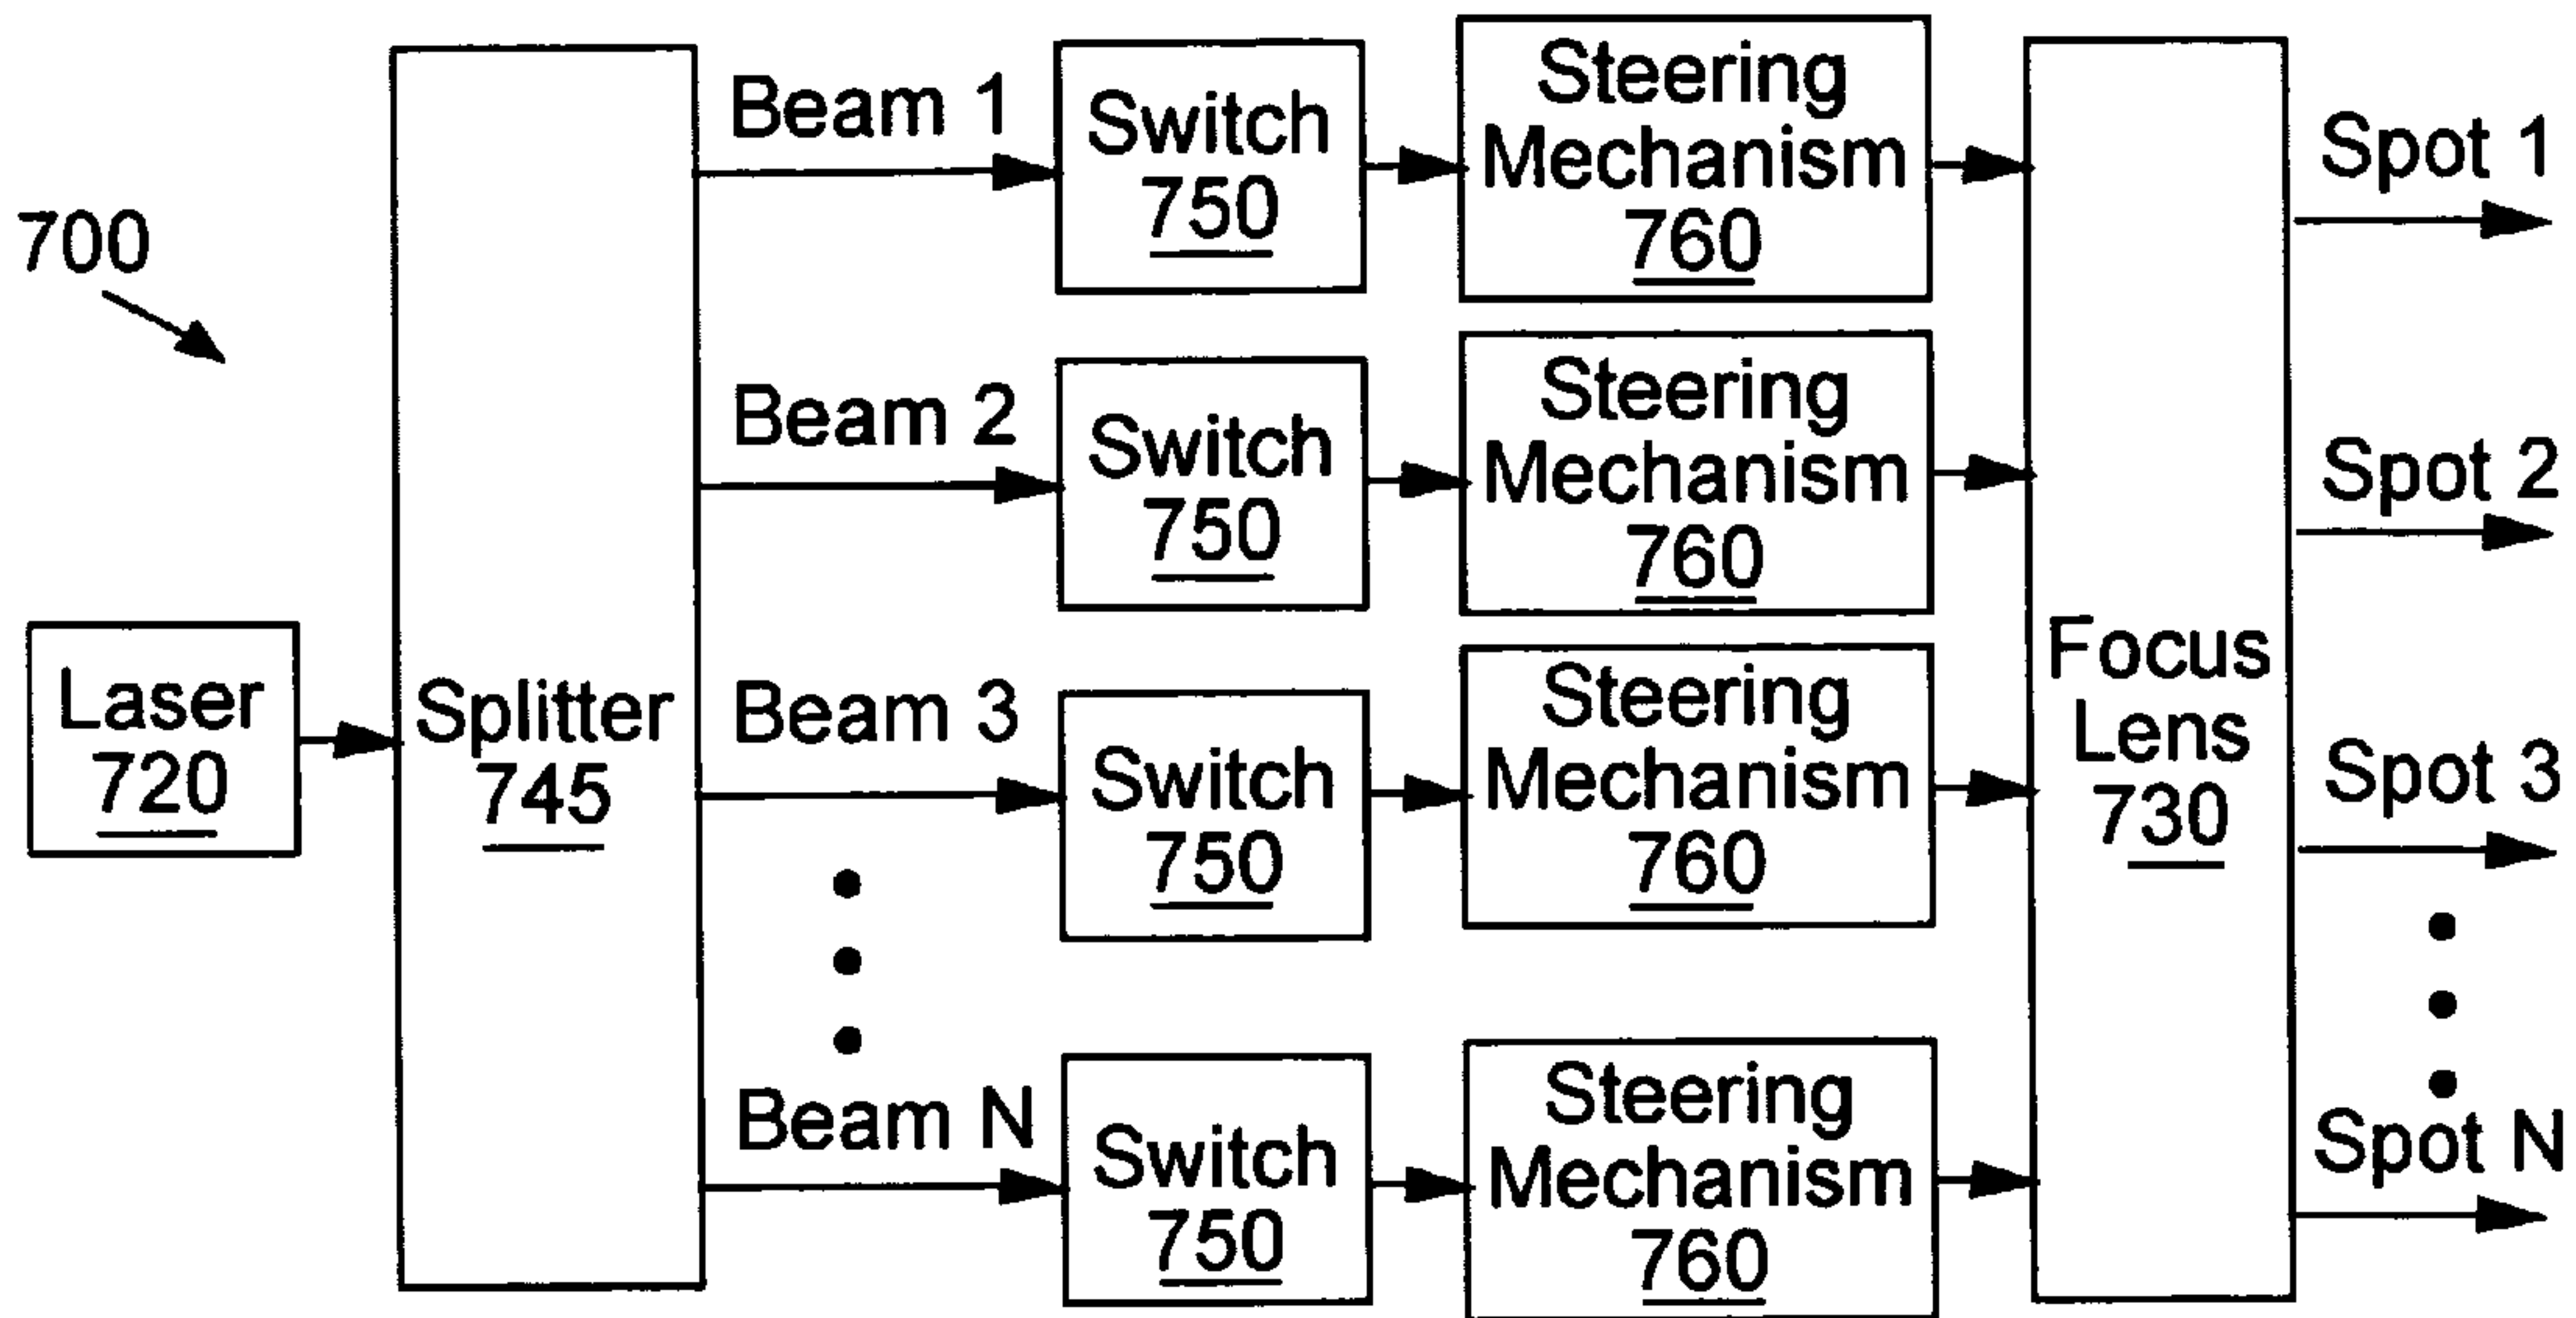 700
Laser
720
Splitter
745
Beam 1
Switch
750
Steering
Mechanism
760
Beam 2
Switch
750
Steering
Mechanism
760
Beam 3
Switch
750
Steering
Mechanism
760
Beam N
Switch
750
Steering
Mechanism
760
Focus
Lens
730
Spot 1
Spot 2
Spot 3
Spot N